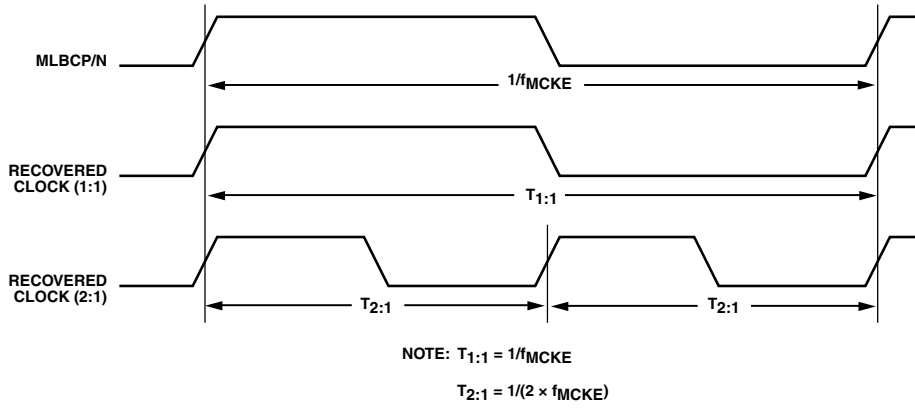 MLBCP/N
1/fMCKE
RECOVERED
CLOCK (1:1)
T1:1
RECOVERED
CLOCK (2:1)
T2:1
T2:1
NOTE: T1:1 = 1/fMCKE
T2:1 = 1/(2 × fMCKE)